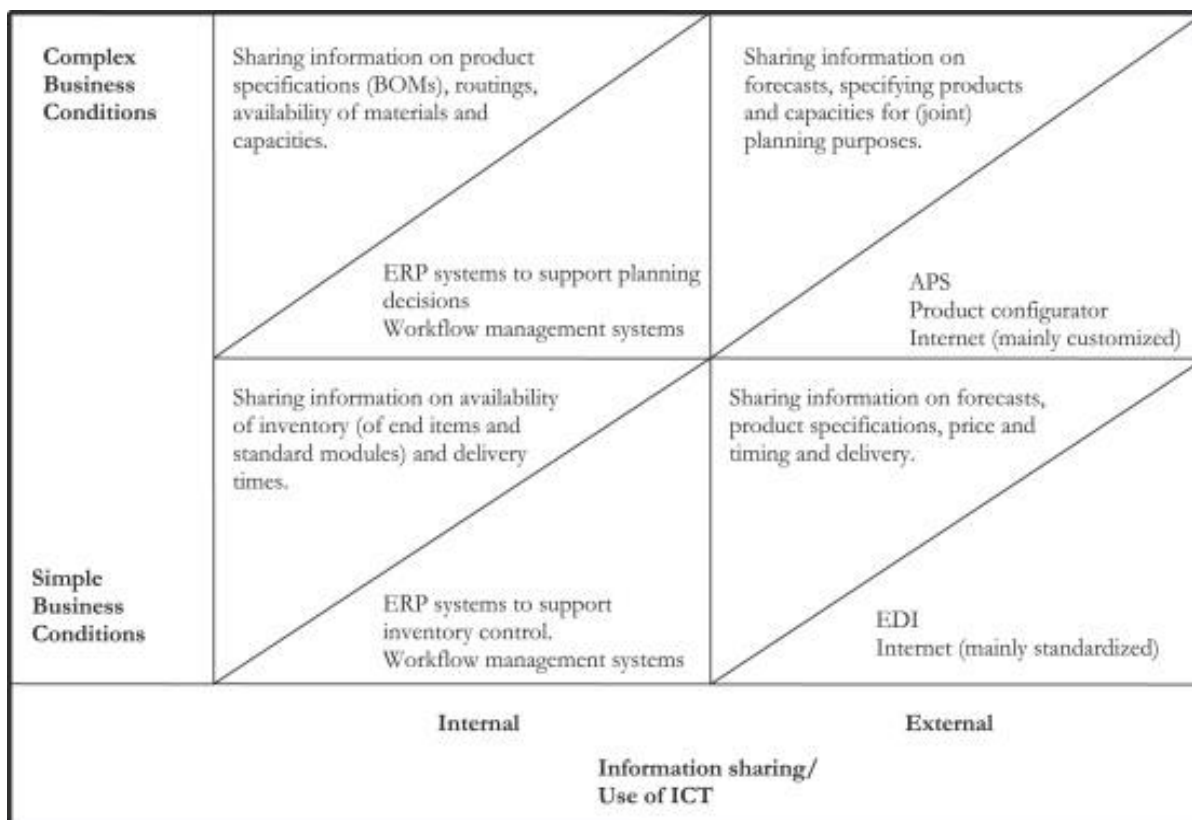 Complex
Business
Conditions
Sharing information on product
specifications (BOMs), routings,
availability of materials and
capacities.
ERP systems to support planning
decisions
Workflow management systems
Sharing information on
forecasts, specifying products
and capacities for (joint)
planning purposes.
APS
Product configurator
Internet (mainly customized)
Simple
Business
Conditions
Sharing information on availability
of inventory (of end items and
standard modules) and delivery
times.
ERP systems to support
inventory control.
Workflow management systems
Sharing information on forecasts,
product specifications, price and
timing and delivery.
EDI
Internet (mainly standardized)
Internal
External
Information sharing/
Use of ICT